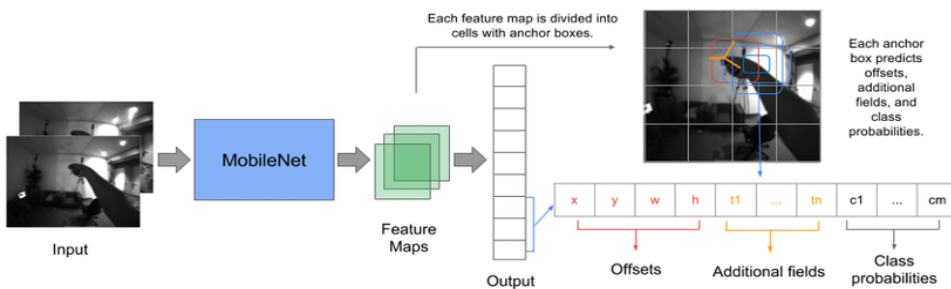 Each feature map is divided into
cells with anchor boxes.
Each anchor
box predicts
offsets,
additional
fields, and
class
probabilities.
MobileNet
Input
Feature
Maps
Output
x y w h t1 ... tn c1 ... cm
Offsets
Additional fields
Class
probabilities